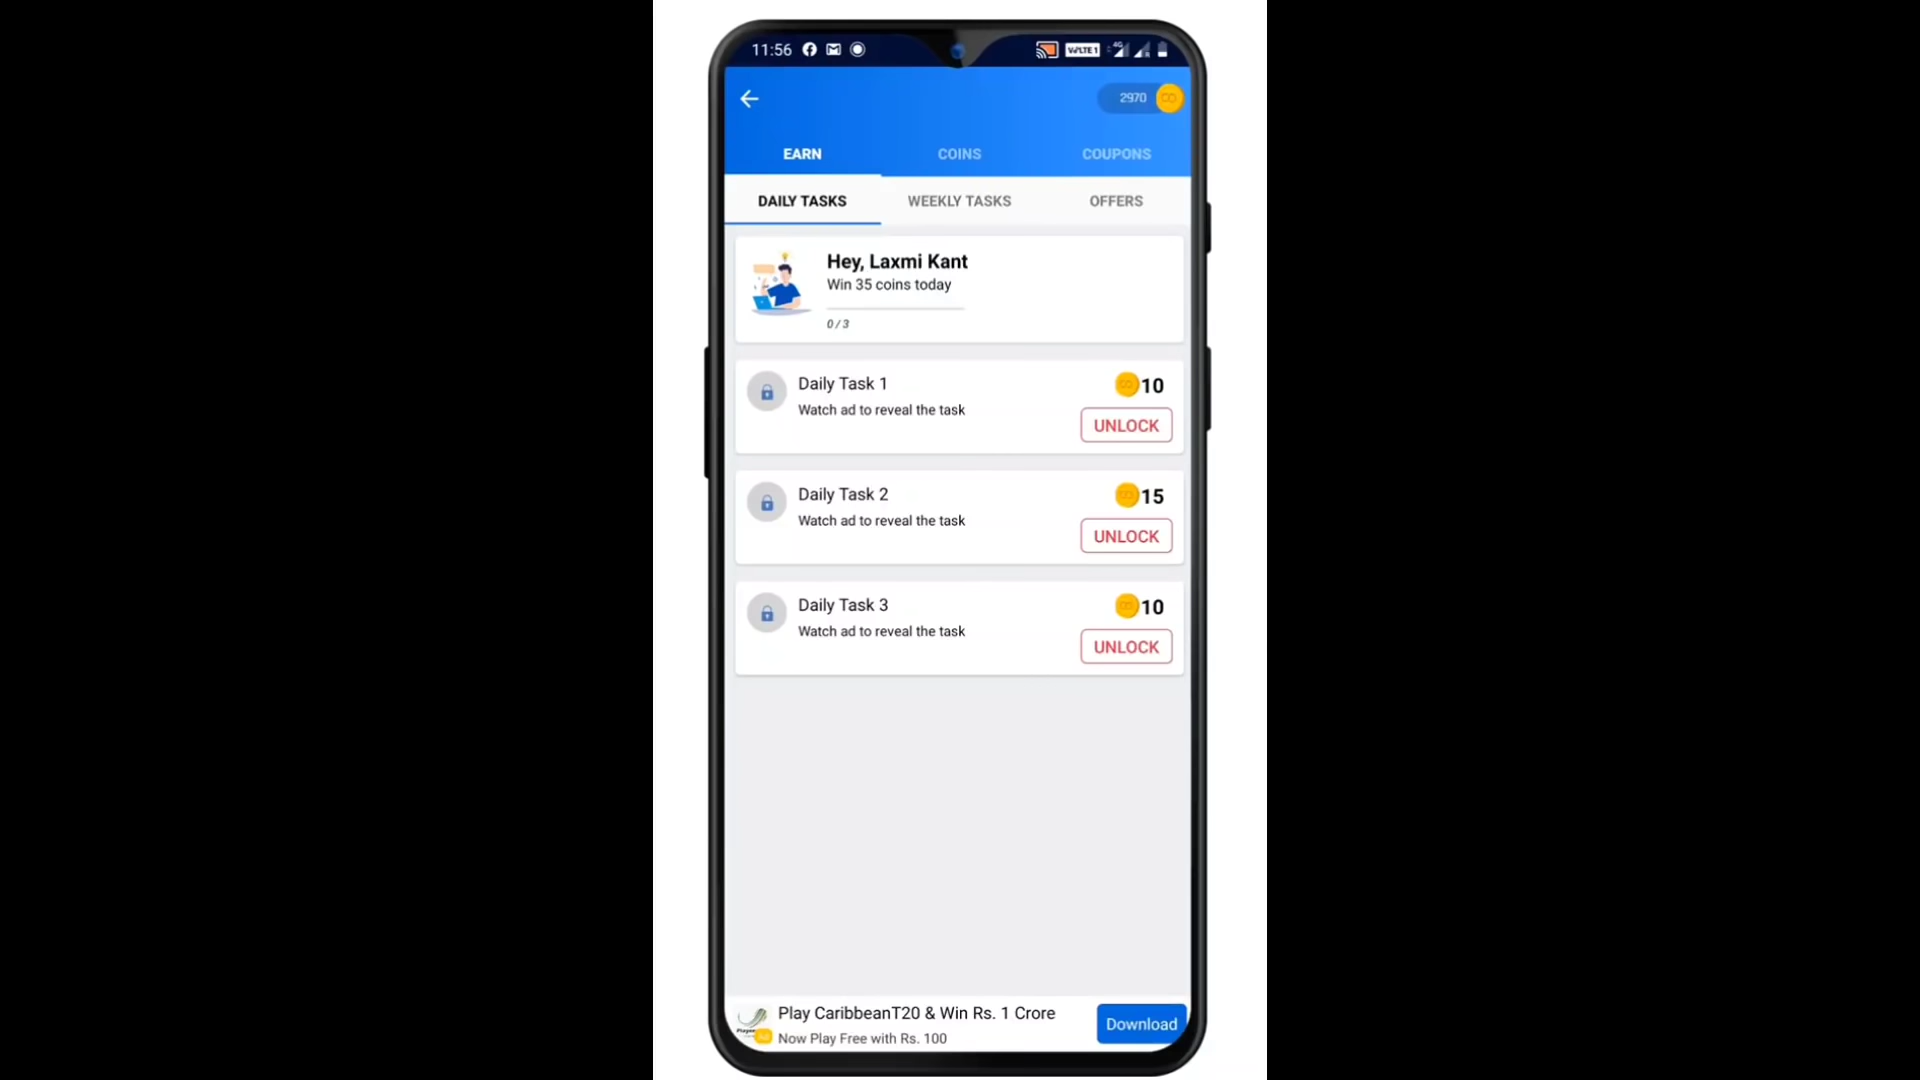 11:56
VoLTE 1 4G
2970
EARN COINS COUPONS
DAILY TASKS WEEKLY TASKS OFFERS
Hey, Laxmi Kant
Win 35 coins today
0/3
Daily Task 1 10
Watch ad to reveal the task
UNLOCK
Daily Task 2 15
Watch ad to reveal the task
UNLOCK
Daily Task 3 10
Watch ad to reveal the task
UNLOCK
Play CaribbeanT20 & Win Rs. 1 Crore
Now Play Free with Rs. 100
Download